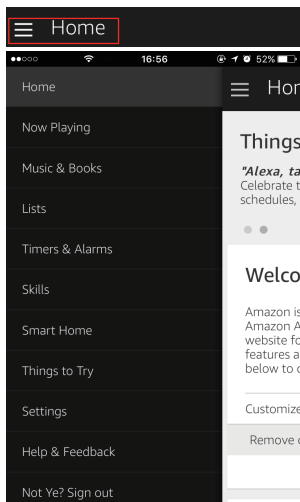 Home
16:56
52%
Home
Now Playing
Music & Books
Lists
Timers & Alarms
Skills
Smart Home
Things to Try
Settings
Help & Feedback
Not Ye? Sign out
Hor
Things
"Alexa, ta
Celebrate t
schedules,
Welco
Amazon is
Amazon A
website fo
features a
below to c
Customize
Remove c